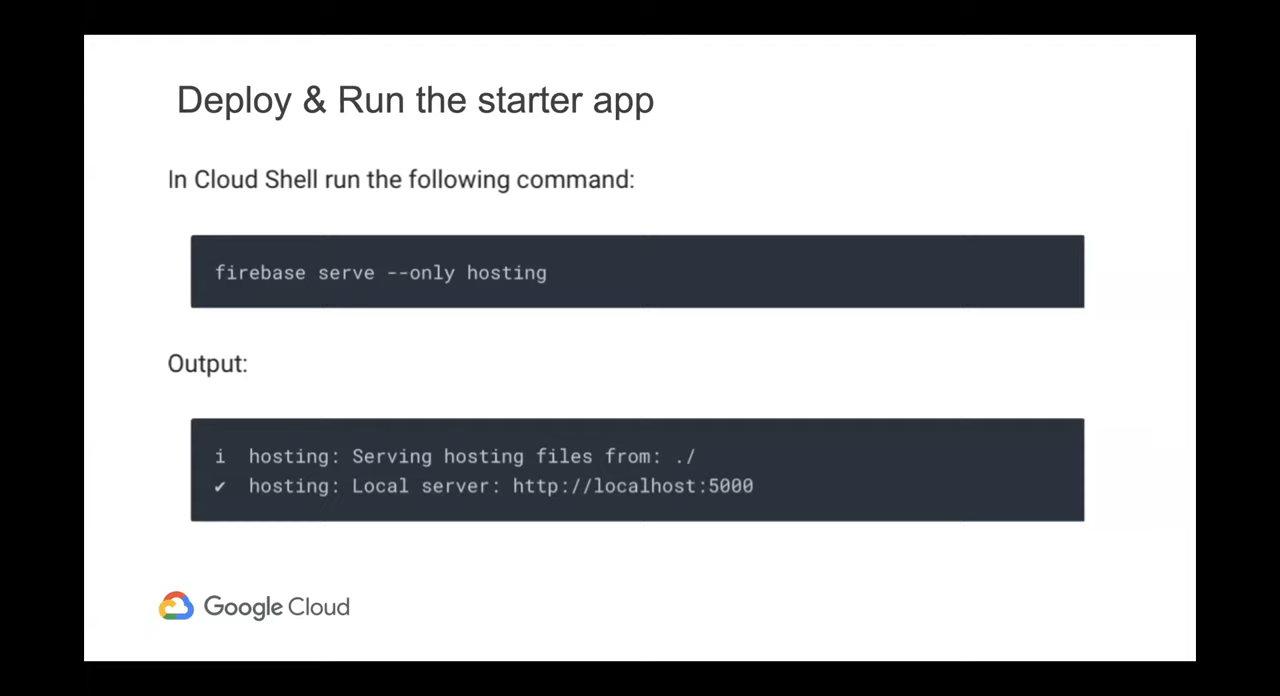 Deploy & Run the starter app
In Cloud Shell run the following command:
firebase serve --only hosting
Output:
i hosting: Serving hosting files from: ./
✔ hosting: Local server: http://localhost:5000
Google Cloud